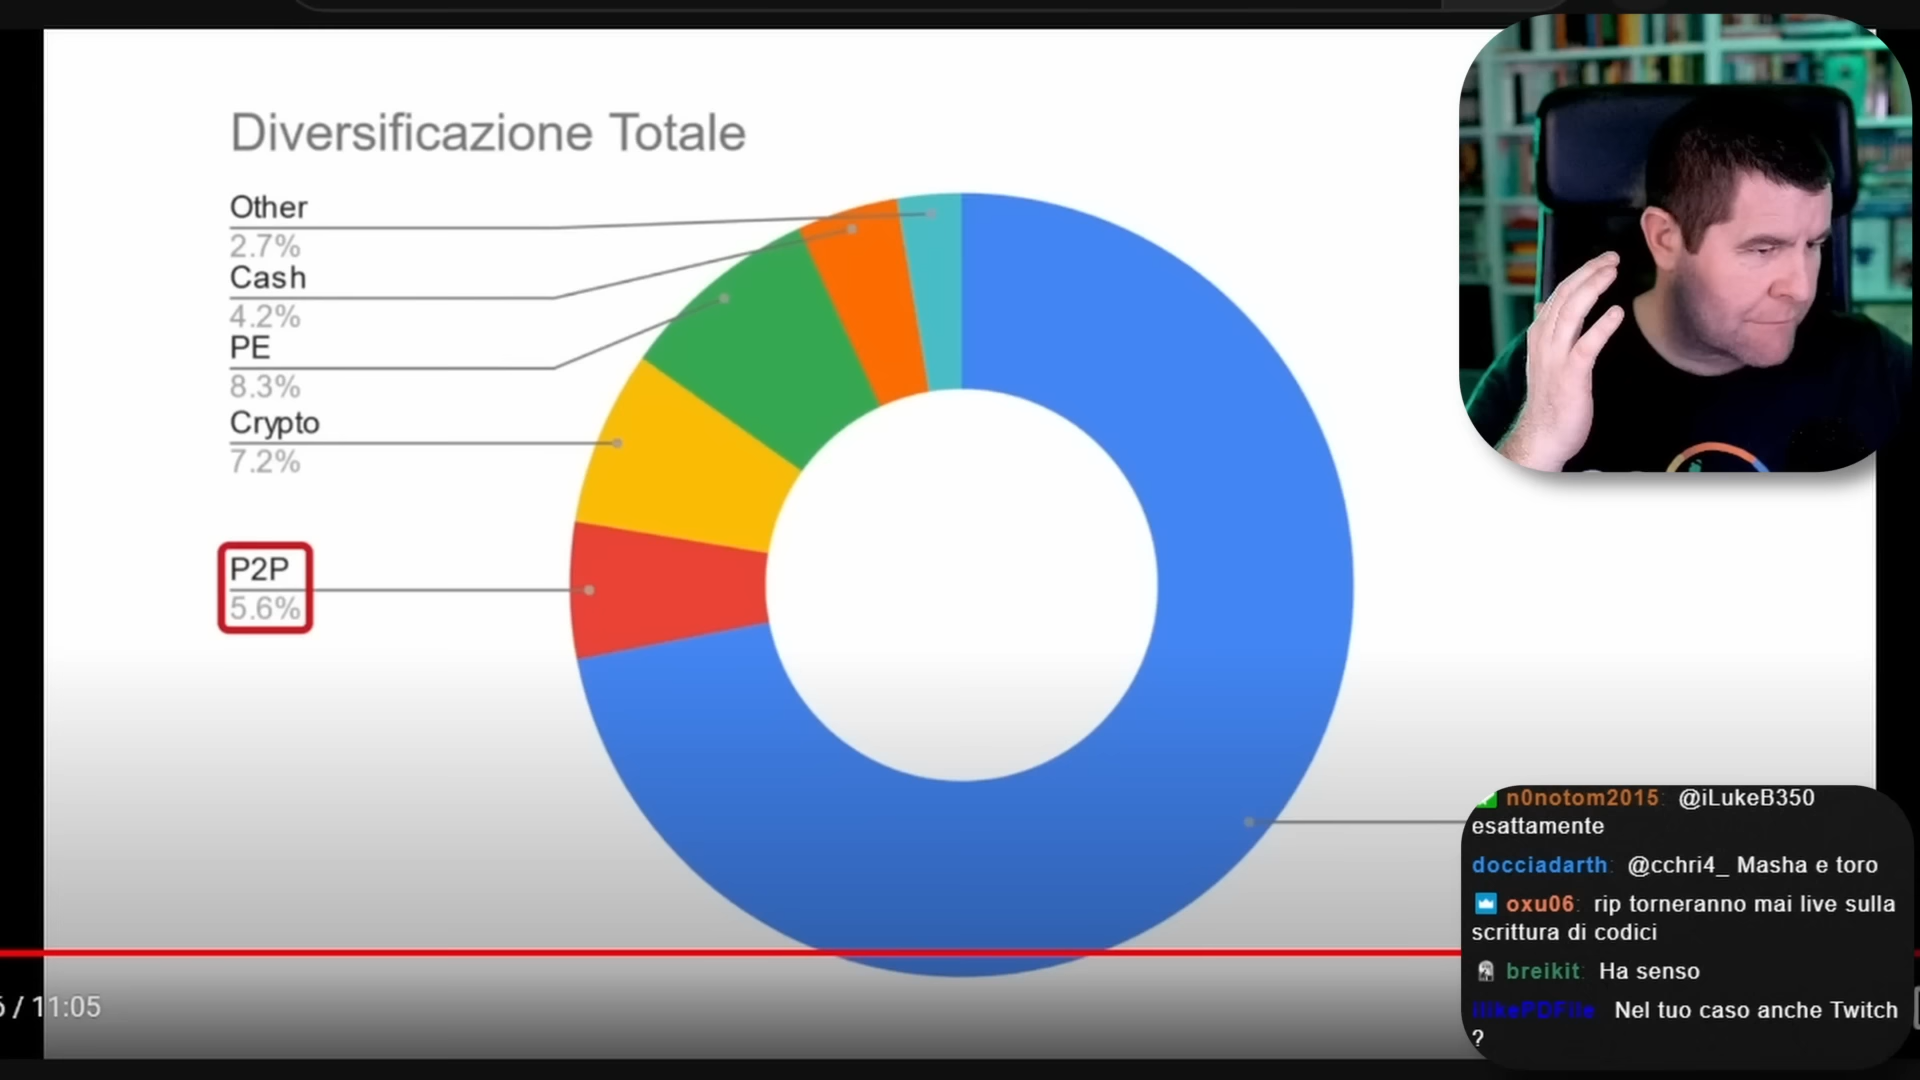 Diversificazione Totale
Other
2.7%
Cash
4.2%
PE
8.3%
Crypto
7.2%
P2P
5.6%
n0notom2015: @iLukeB350
esattamente
docciadarth: @cchri4_ Masha e toro
oxu06: rip torneranno mai live sulla
scrittura di codici
breikit: Ha senso
IlikePDFile Nel tuo caso anche Twitch
?
/ 11:05